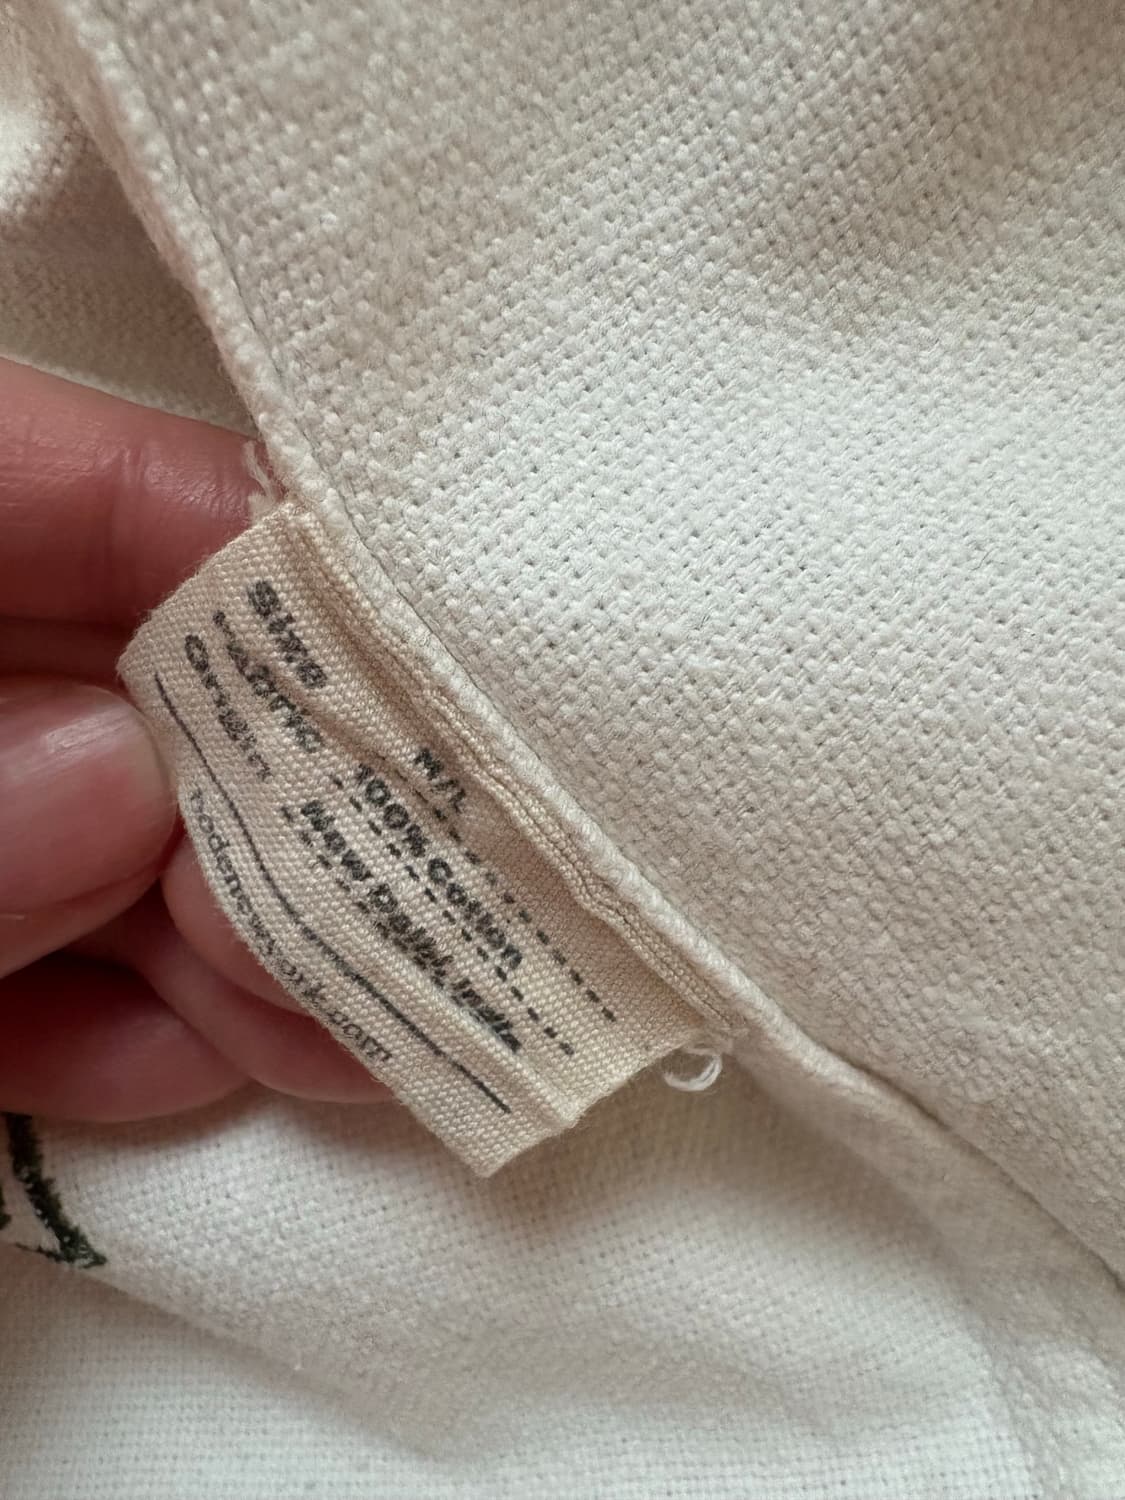 Size M/L
Fabric 100% Cotton
Origin New Delhi, India
bodenewyork.com